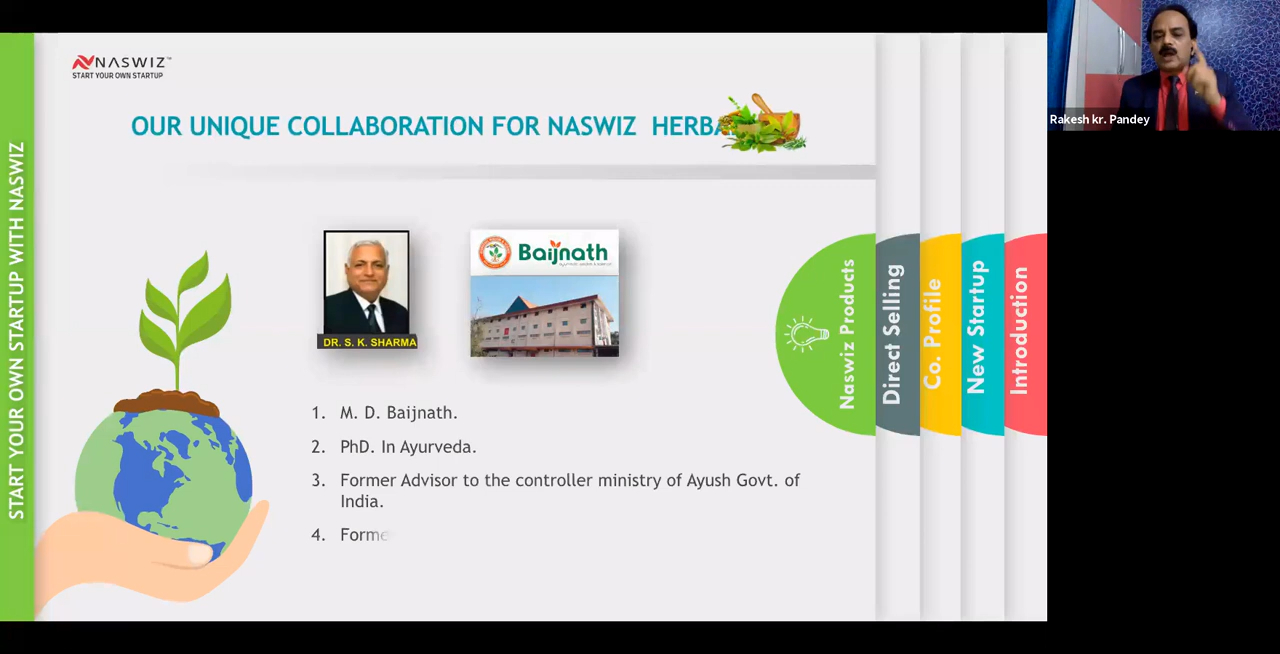 NASWIZ™
START YOUR OWN STARTUP
OUR UNIQUE COLLABORATION FOR NASWIZ HERBA
START YOUR OWN STARTUP WITH NASWIZ
DR. S. K. SHARMA
Baijnath
1. M. D. Baijnath.
2. PhD. In Ayurveda.
3. Former Advisor to the controller ministry of Ayush Govt. of
India.
4. Forme
Naswiz Products
Direct Selling
Co. Profile
New Startup
Introduction
Rakesh kr. Pandey